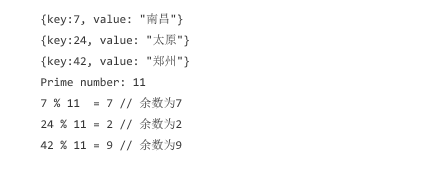 {key:7, value: "南昌"}
{key:24, value: "太原"}
{key:42, value: "郑州"}
Prime number: 11
7 % 11  = 7 // 余数为7
24 % 11 = 2 // 余数为2
42 % 11 = 9 // 余数为9